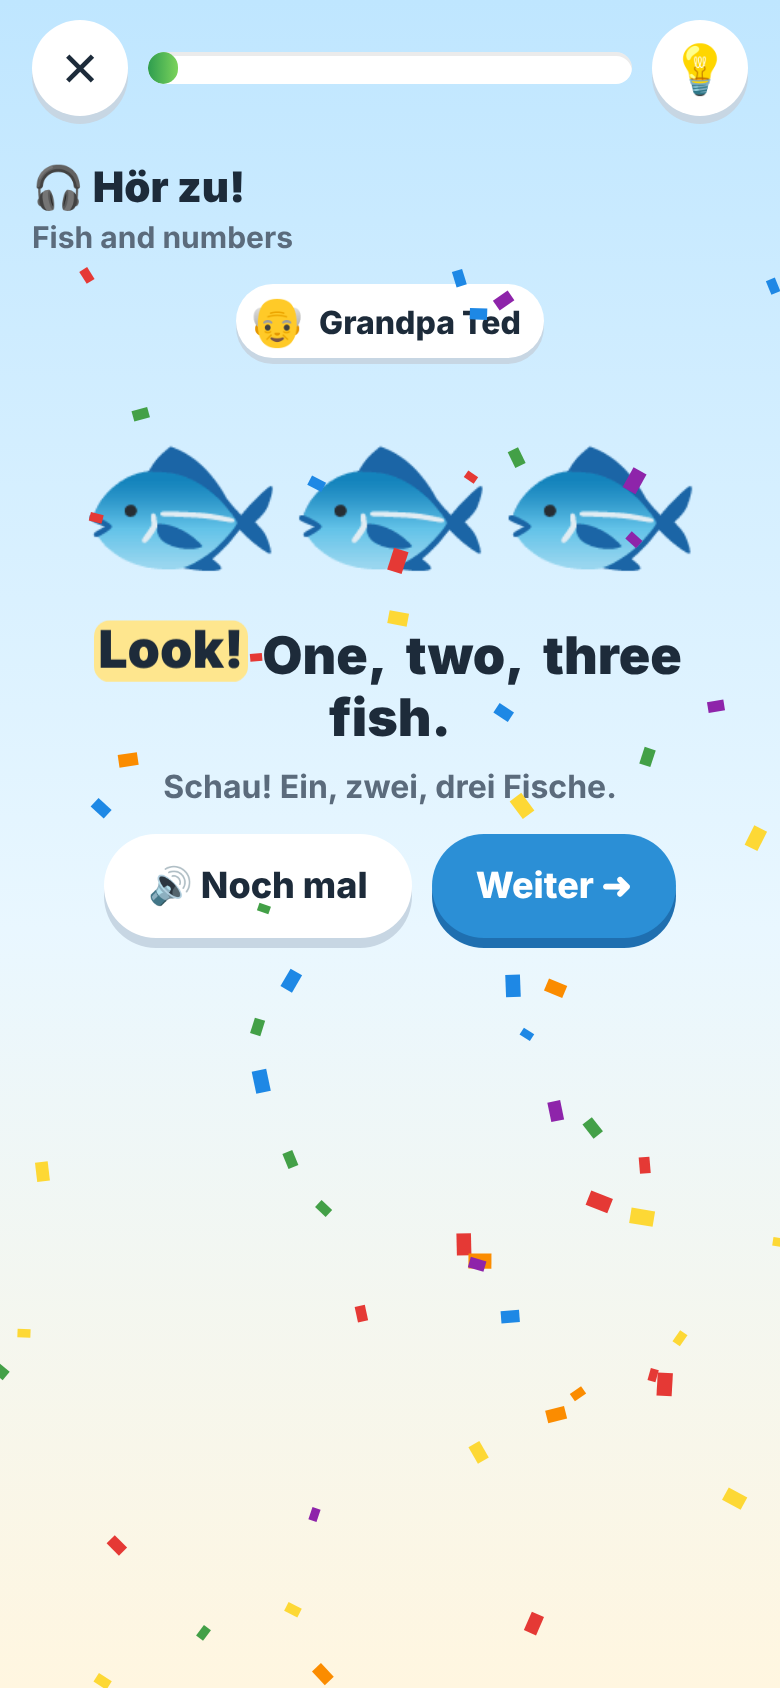 Hör zu!
Fish and numbers
Grandpa Ted
Look! One, two, three
fish.
Schau! Ein, zwei, drei Fische.
Noch mal
Weiter ➜